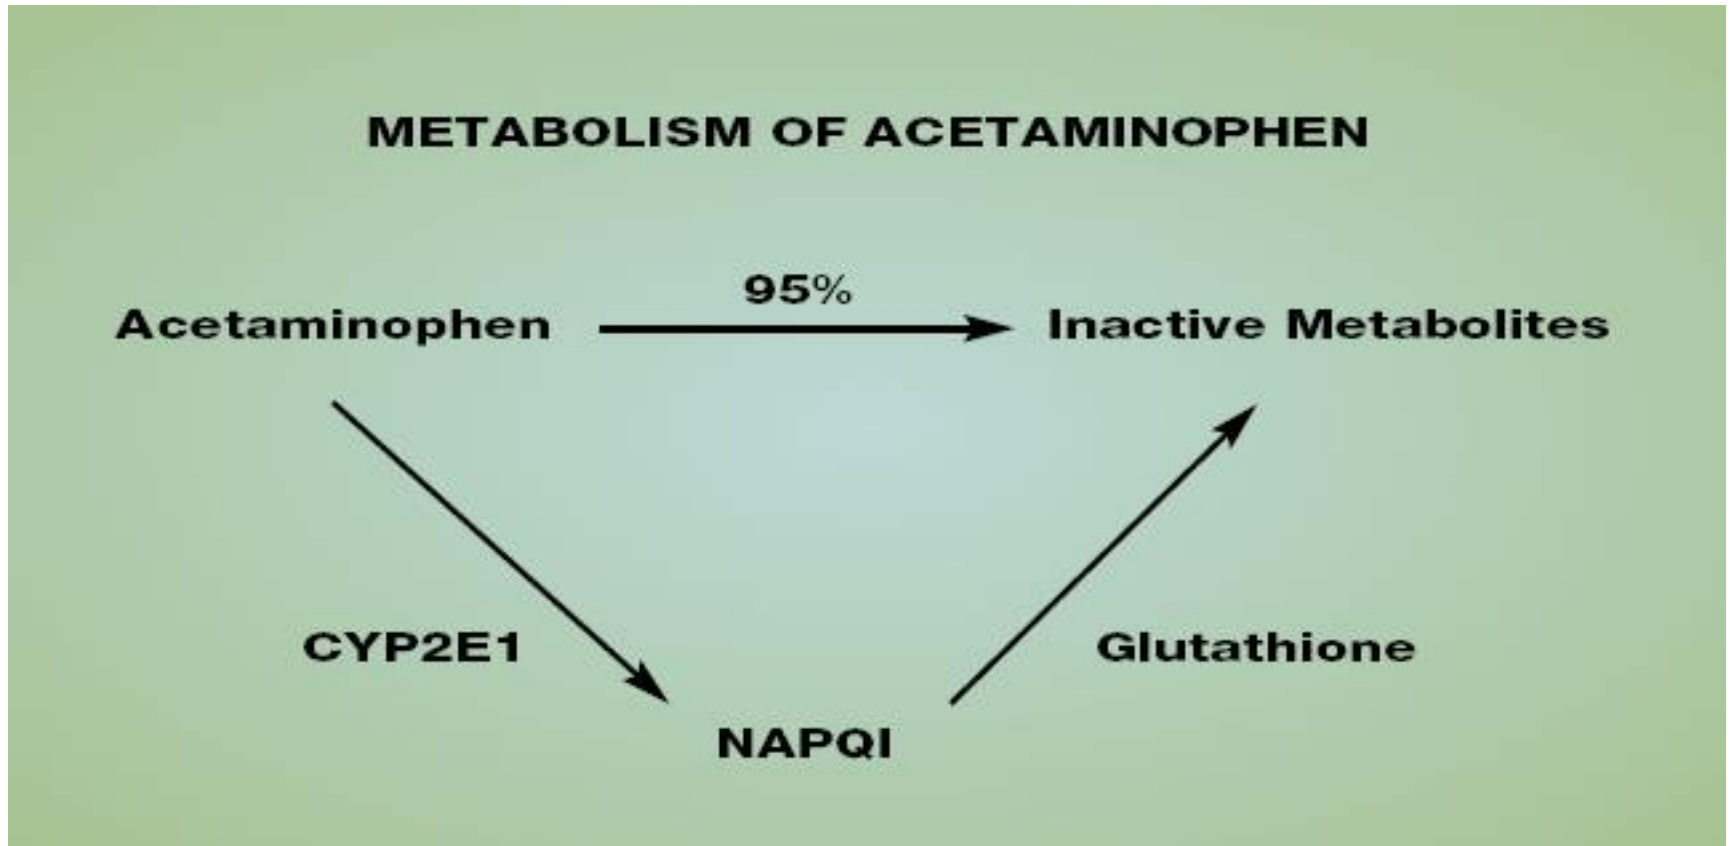 METABOLISM OF ACETAMINOPHEN
95%
Acetaminophen
Inactive Metabolites
CYP2E1
Glutathione
NAPQI